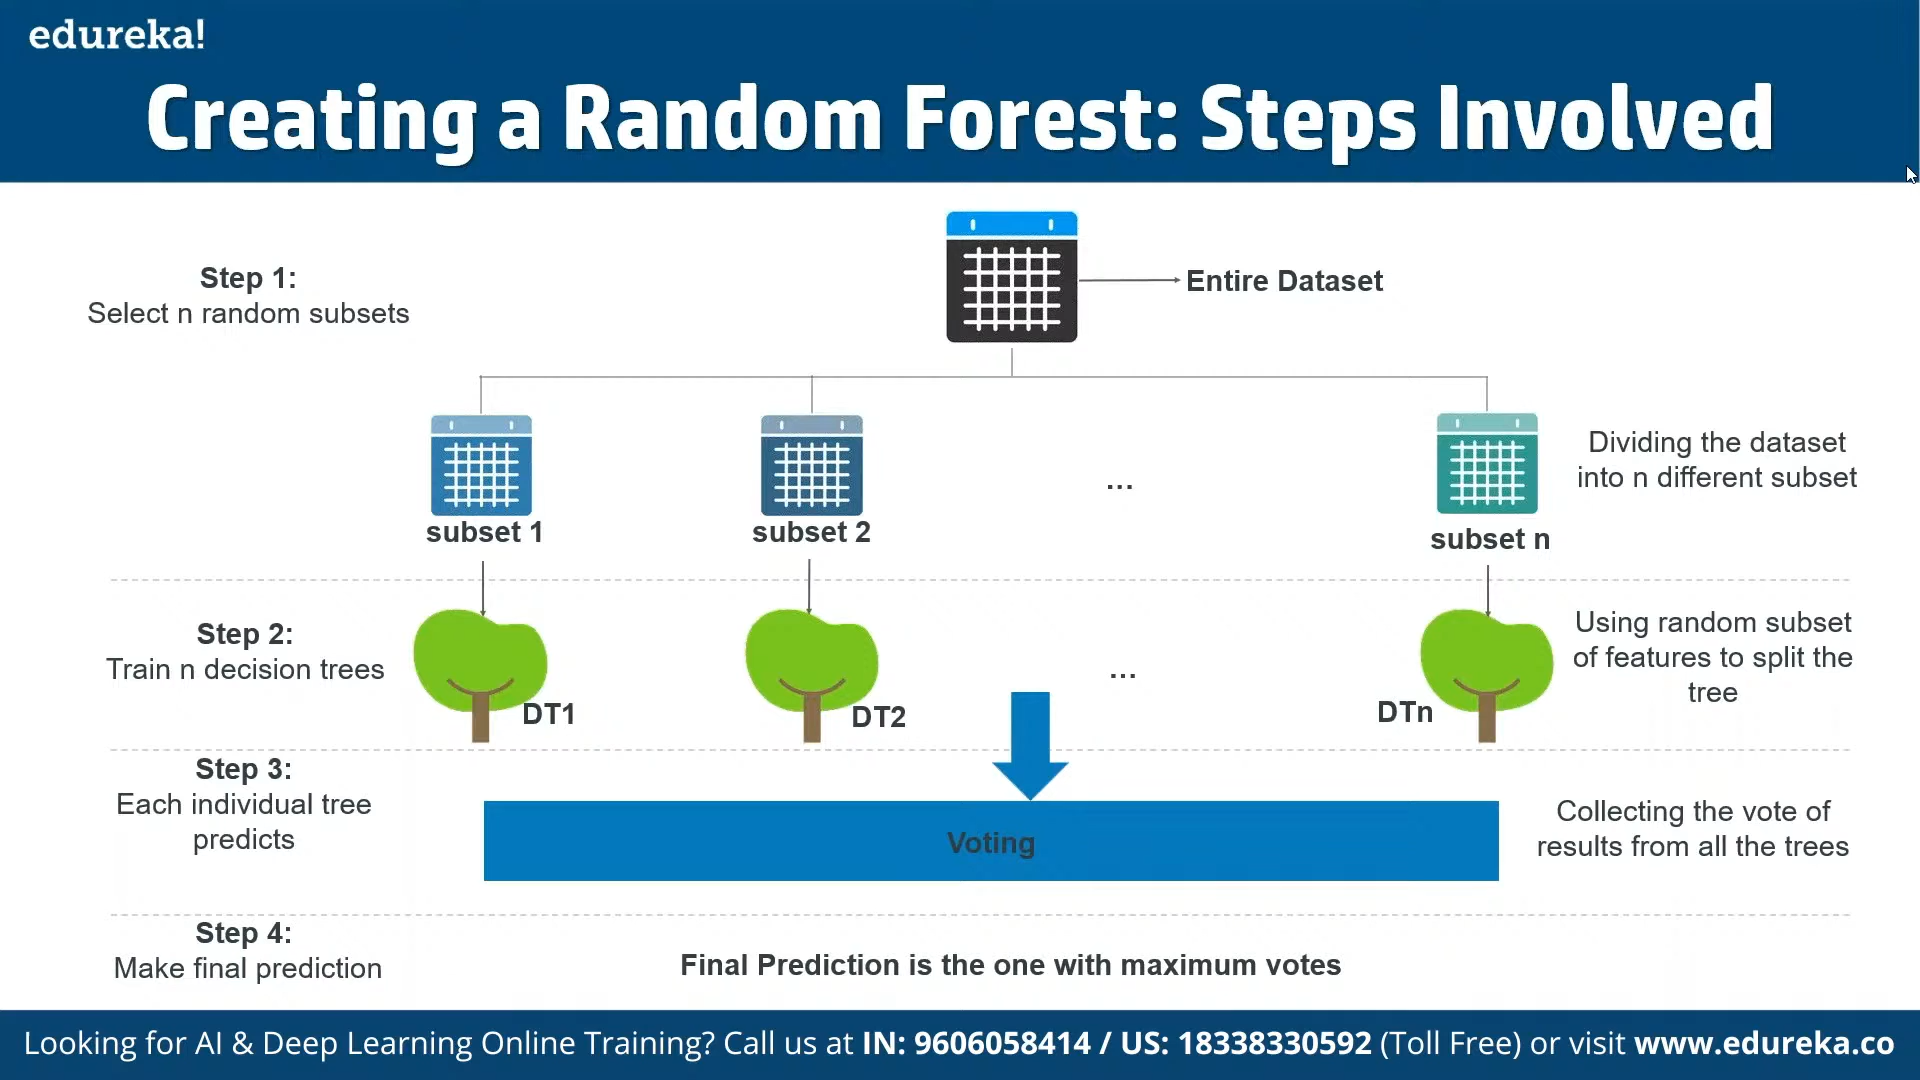 edureka!
Creating a Random Forest: Steps Involved
Step 1:
Select n random subsets
Entire Dataset
subset 1
subset 2
...
subset n
Dividing the dataset
into n different subset
Step 2:
Train n decision trees
DT1
DT2
...
DTn
Using random subset
of features to split the
tree
Step 3:
Each individual tree
predicts
Voting
Collecting the vote of
results from all the trees
Step 4:
Make final prediction
Final Prediction is the one with maximum votes
Looking for AI & Deep Learning Online Training? Call us at IN: 9606058414 / US: 18338330592 (Toll Free) or visit www.edureka.co